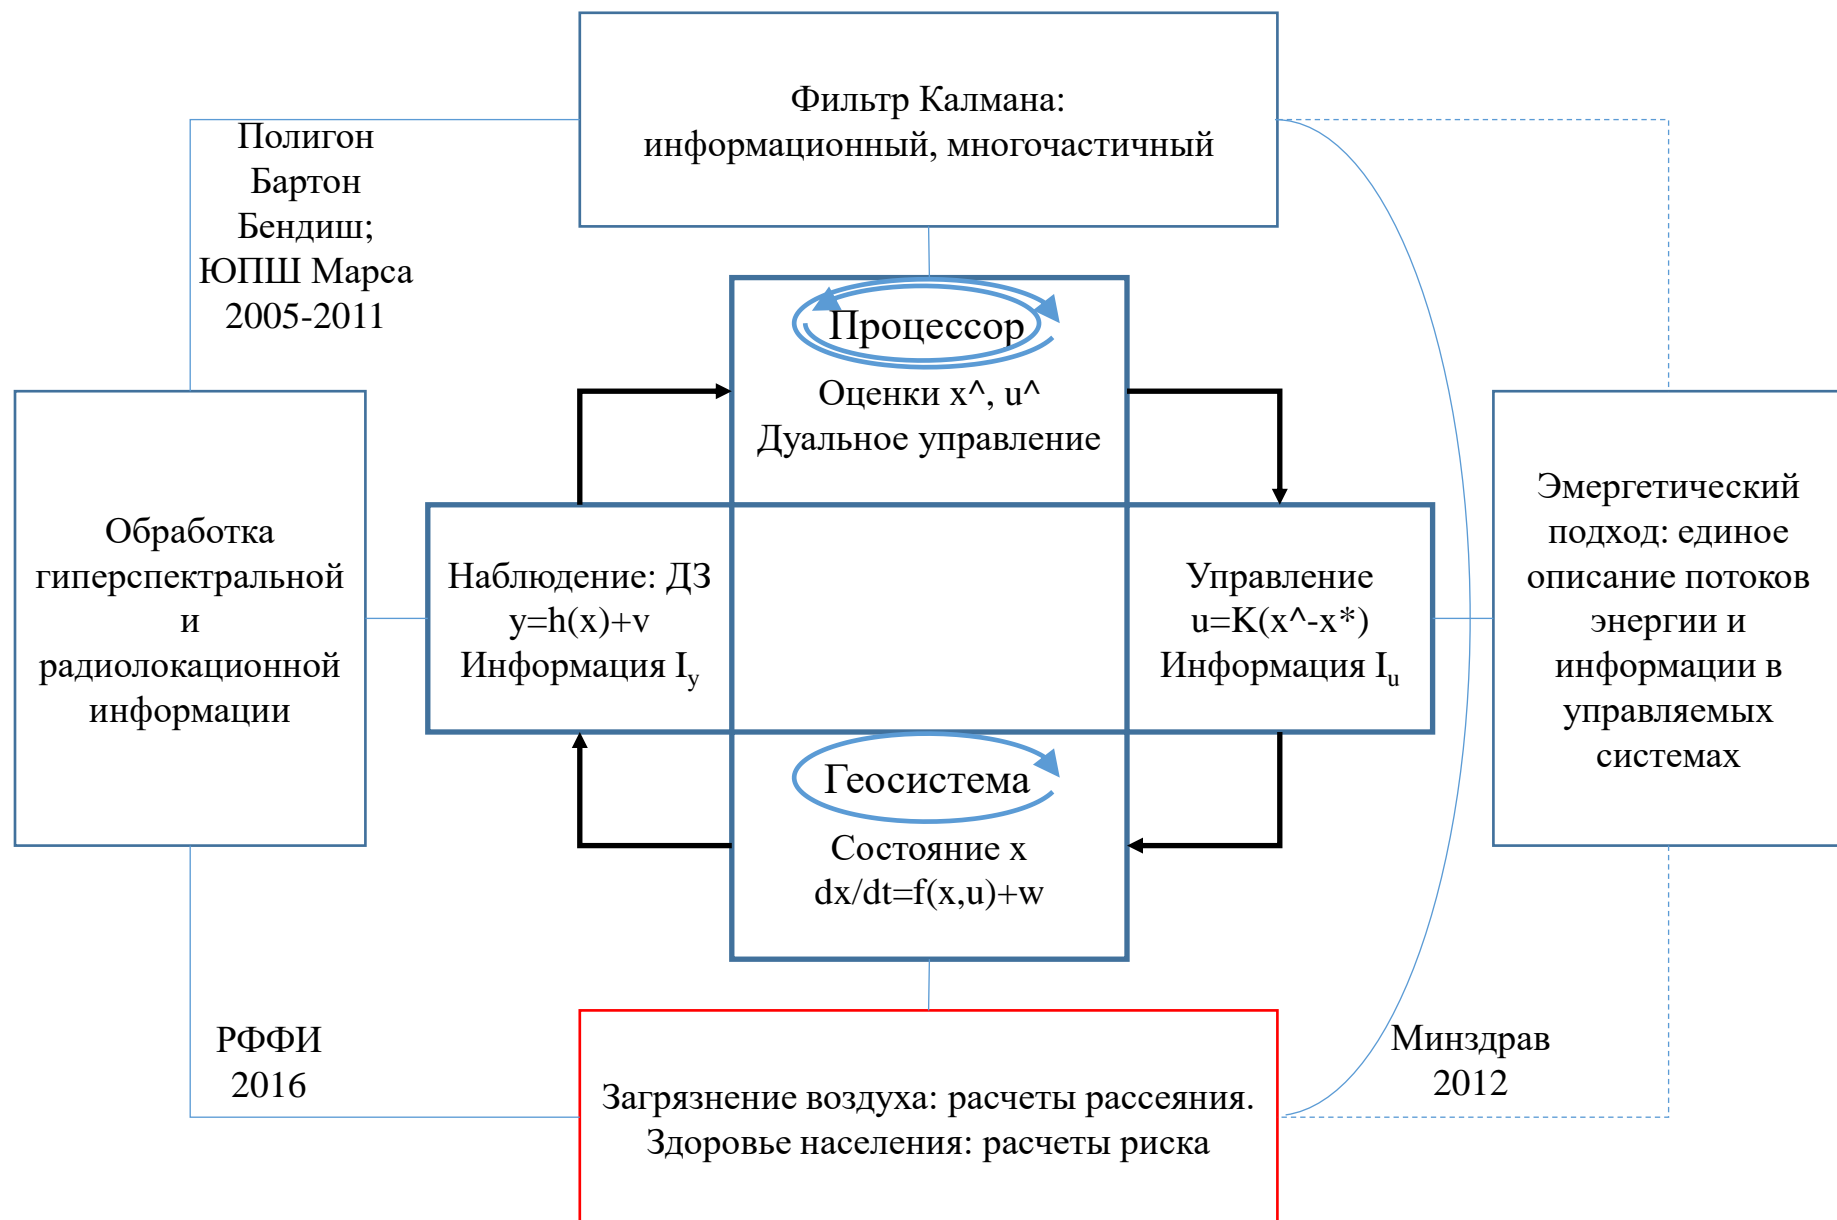 Фильтр Калмана:
информационный, многочастичный
Полигон
Бартон
Бендиш;
ЮПШ Марса
2005-2011
Процессор
Оценки x^, u^
Дуальное управление
Обработка
гиперспектральной
и
радиолокационной
информации
Наблюдение: ДЗ
y=h(x)+v
Информация I_y
Управление
u=K(x^-x*)
Информация I_u
Эмергетический
подход: единое
описание потоков
энергии и
информации в
управляемых
системах
Геосистема
Состояние x
dx/dt=f(x,u)+w
РФФИ
2016
Минздрав
2012
Загрязнение воздуха: расчеты рассеяния.
Здоровье населения: расчеты риска